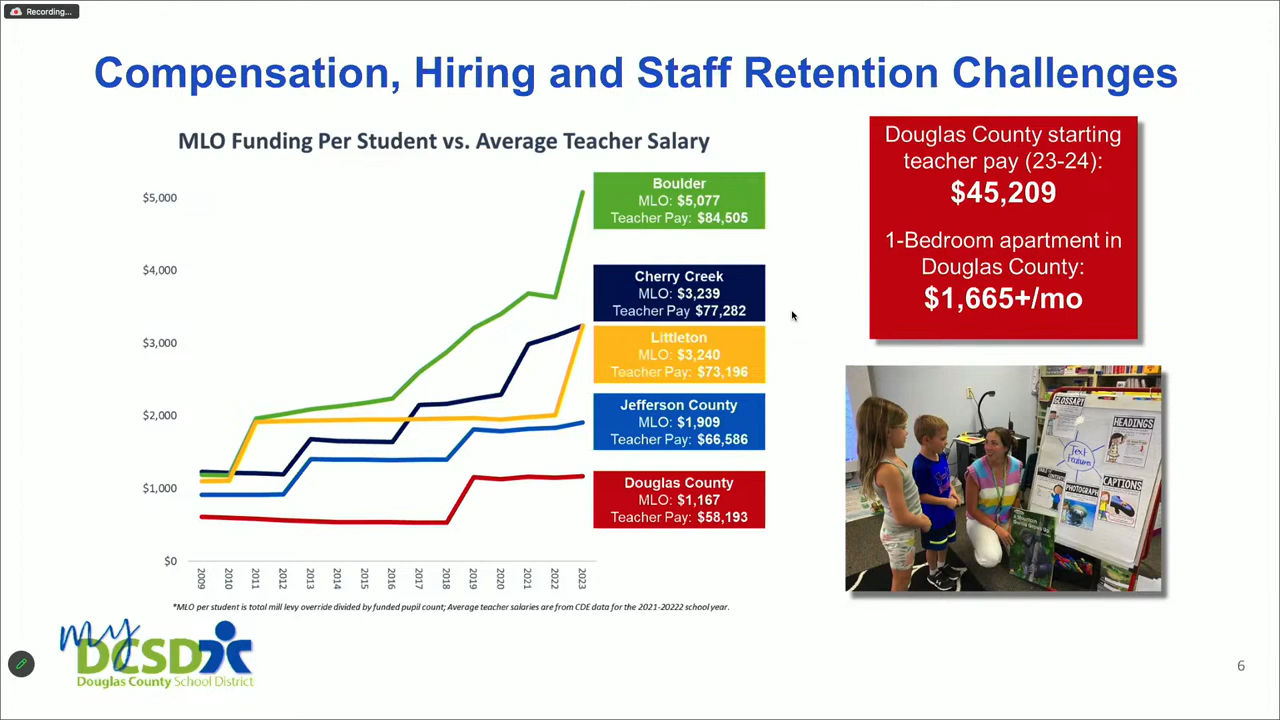 Recording...
Compensation, Hiring and Staff Retention Challenges
MLO Funding Per Student vs. Average Teacher Salary
$5,000
$4,000
$3,000
$2,000
$1,000
$0
2009
2010
2011
2012
2013
2014
2015
2016
2017
2018
2019
2020
2021
2022
2023
Boulder
MLO: $5,077
Teacher Pay: $84,505
Cherry Creek
MLO: $3,239
Teacher Pay $77,282
Littleton
MLO: $3,240
Teacher Pay: $73,196
Jefferson County
MLO: $1,909
Teacher Pay: $66,586
Douglas County
MLO: $1,167
Teacher Pay: $58,193
*MLO per student is total mill levy override divided by funded pupil count; Average teacher salaries are from CDE data for the 2021-20222 school year.
Douglas County starting
teacher pay (23-24):
$45,209
1-Bedroom apartment in
Douglas County:
$1,665+/mo
GLOSSARY
HEADINGS
Text
Features
PHOTOGRAPH
CAPTIONS
my
DCSD
Douglas County School District
6